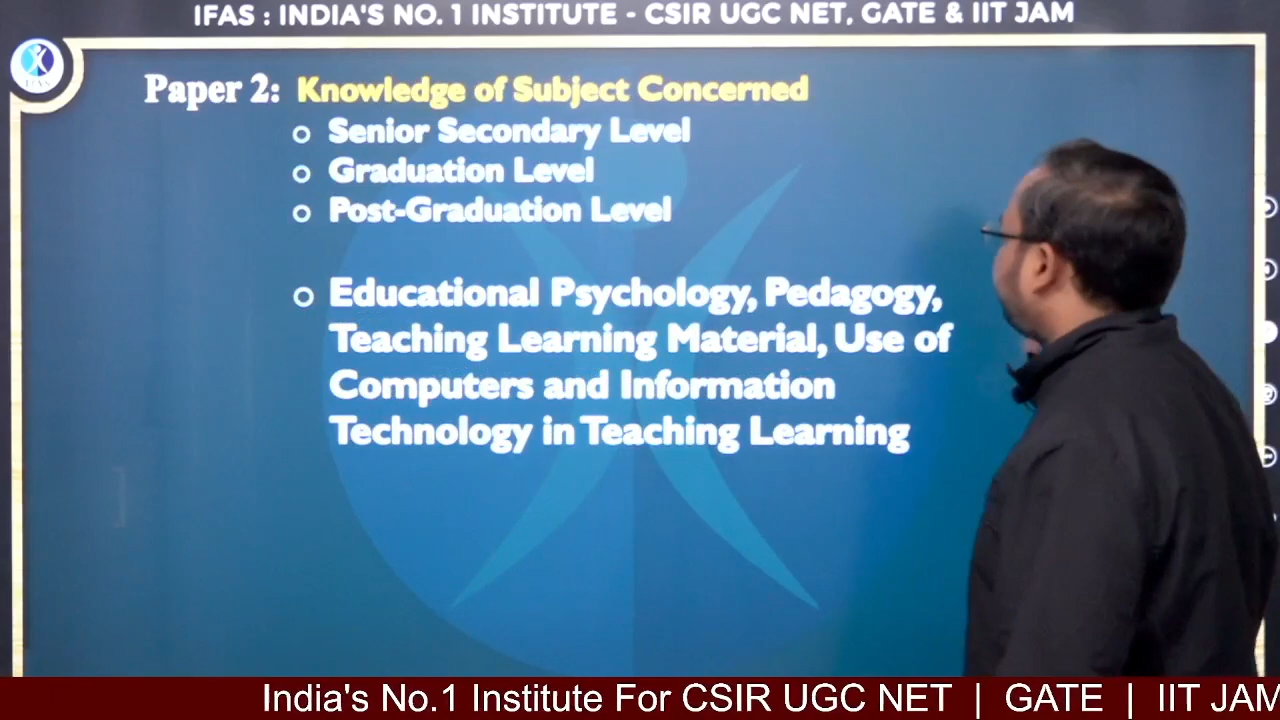 IFAS : INDIA'S NO. 1 INSTITUTE - CSIR UGC NET, GATE & IIT JAM
Paper 2: Knowledge of Subject Concerned
Senior Secondary Level
Graduation Level
Post-Graduation Level
Educational Psychology, Pedagogy,
Teaching Learning Material, Use of
Computers and Information
Technology in Teaching Learning
India's No.1 Institute For CSIR UGC NET | GATE | IIT JAM